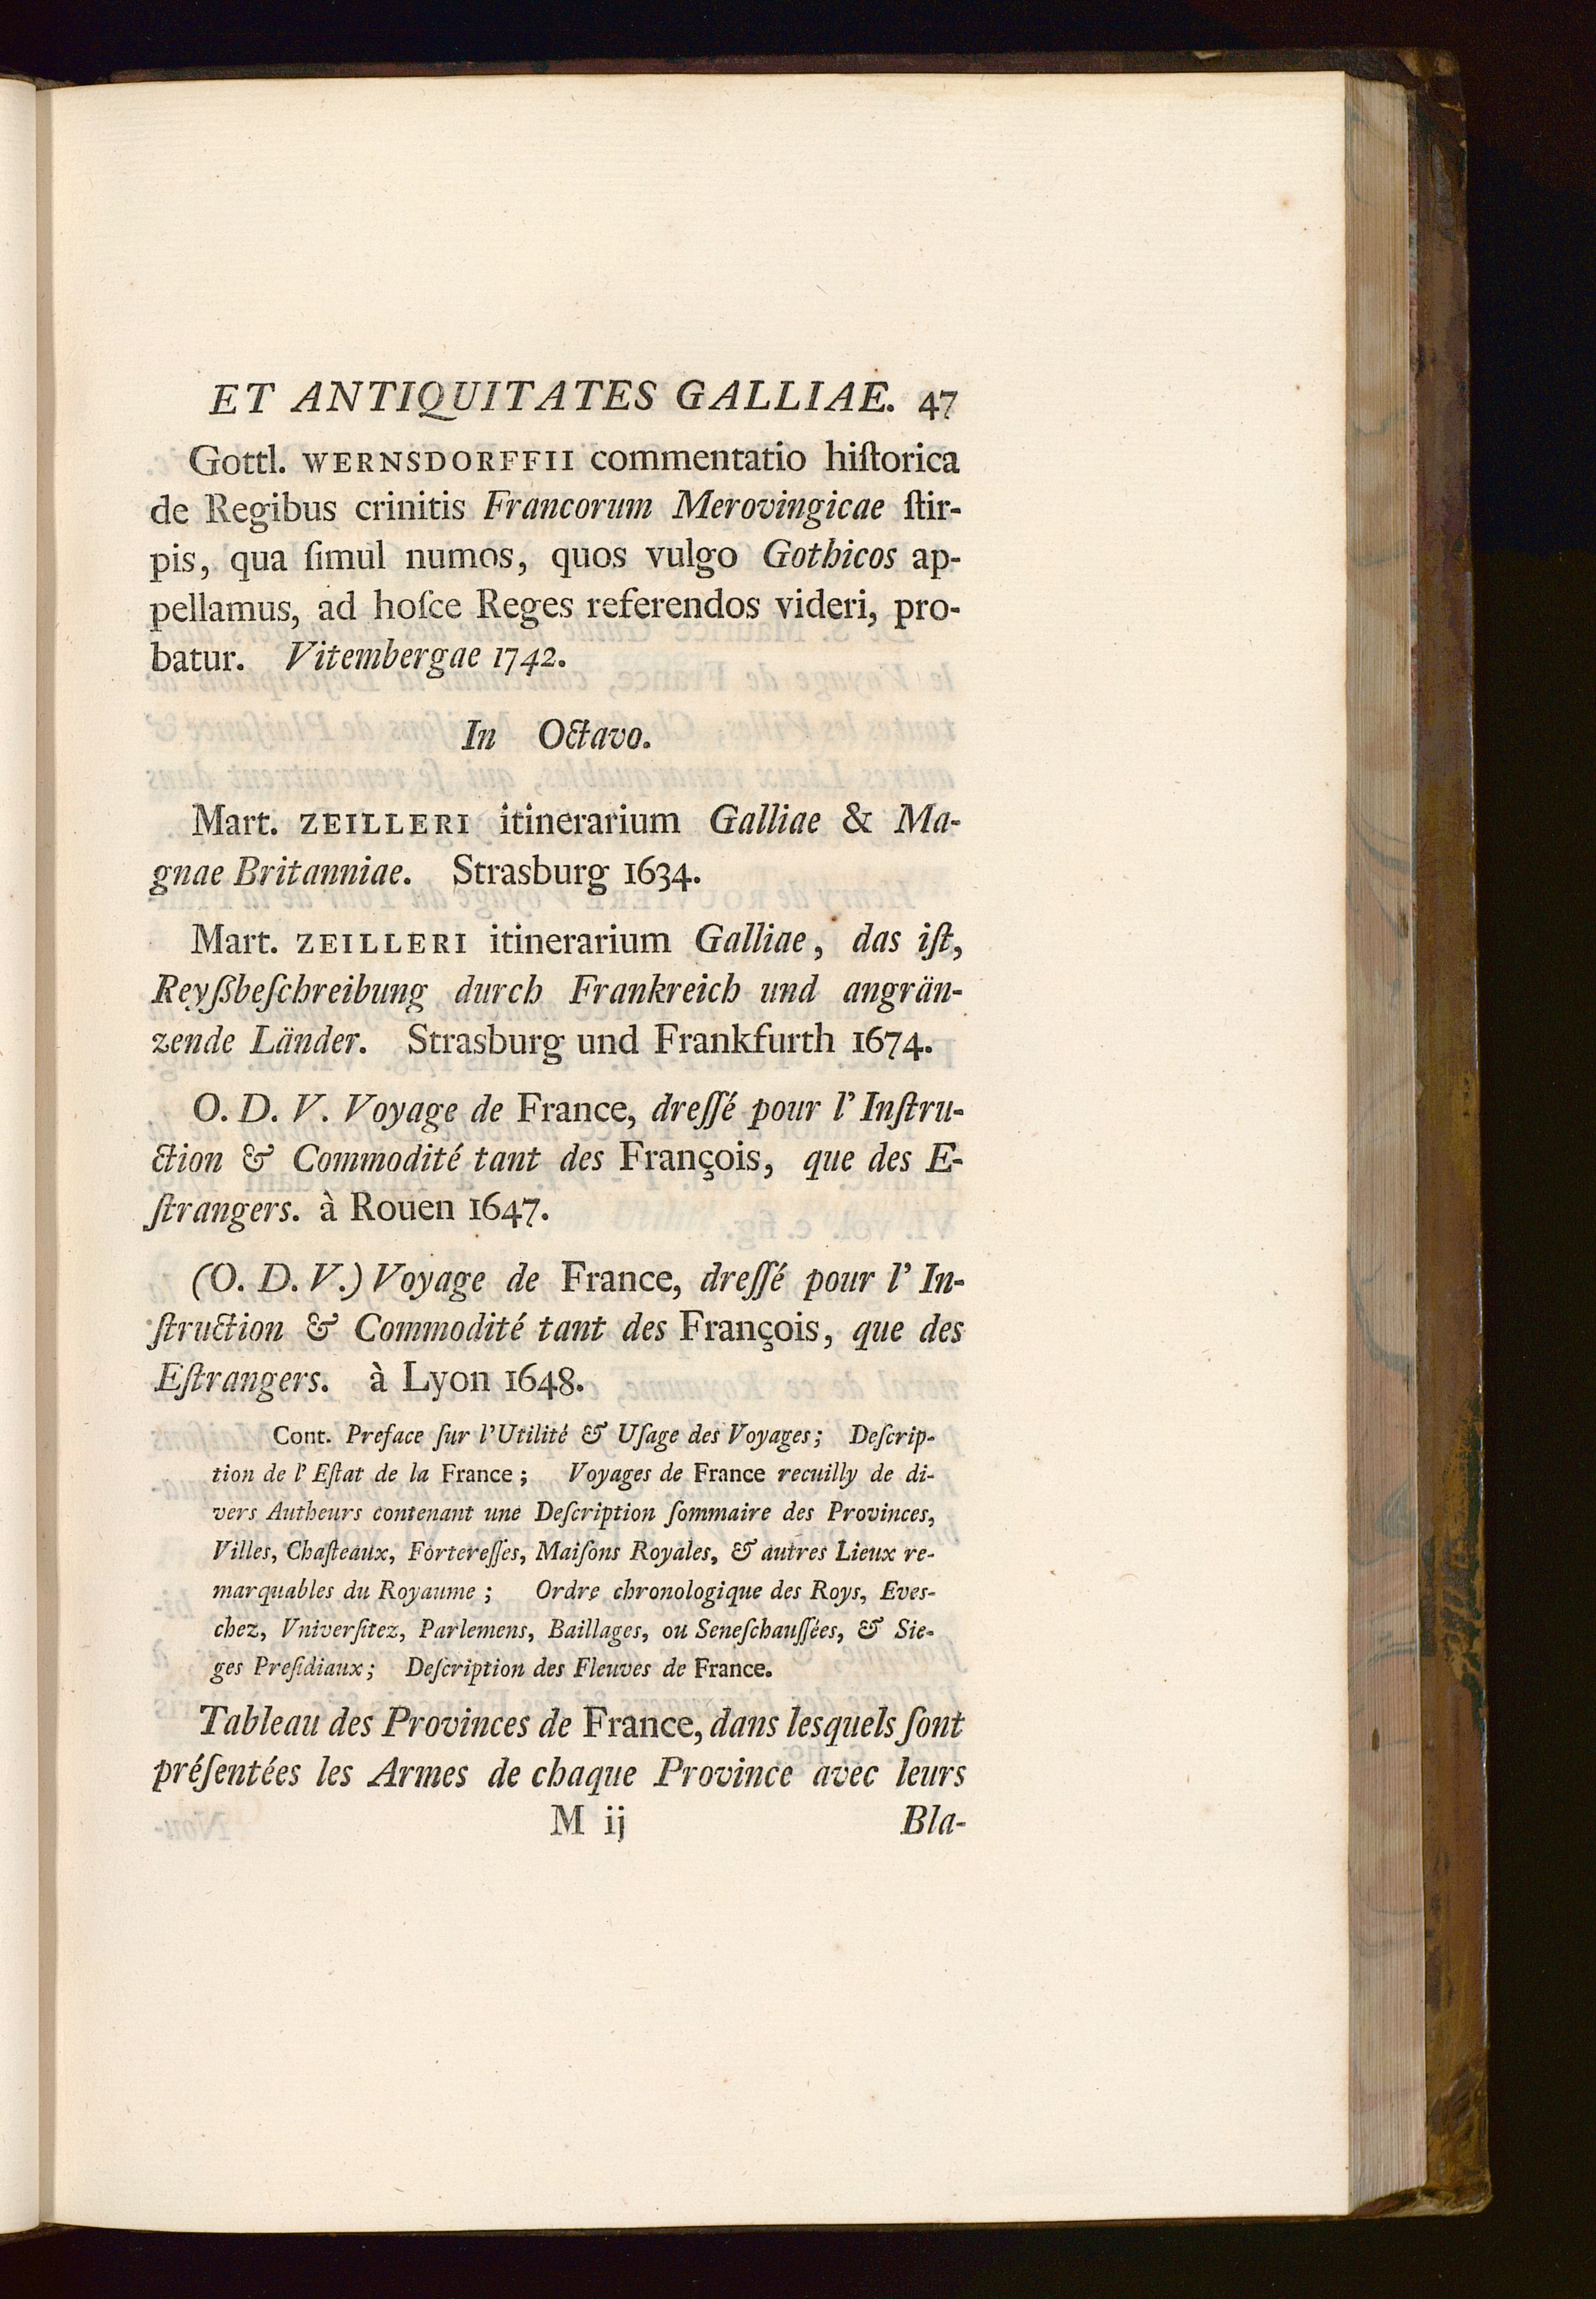 ET ANTIQUITATES GALLIAE. 47
Gottl. WERNSDORFFII commentatio hiſtorica
de Regibus crinitis Francorum Merovingicae ſtir-
pis, qua ſimul numos, quos vulgo Gothicos ap-
pellamus, ad hoſce Reges referendos videri, pro-
batur. Vitembergae 1742.
In Octavo.
Mart. ZEILLERI itinerarium Galliae & Ma-
gnae Britanniae. Strasburg 1634.
Mart. ZEILLERI itinerarium Galliae, das iſt,
Reyßbeſchreibung durch Frankreich und angrän-
zende Länder. Strasburg und Frankfurth 1674.
O. D. V. Voyage de France, dreſſé pour l' Inſtru-
ction & Commodité tant des François, que des E-
ſtrangers. à Rouen 1647.
(O. D. V.) Voyage de France, dreſſé pour l' In-
ſtruction & Commodité tant des François, que des
Eſtrangers. à Lyon 1648.
Cont. Preface ſur l'Utilité & Uſage des Voyages; Deſcrip-
tion de l' Eſtat de la France; Voyages de France recuilly de di-
vers Autheurs contenant une Deſcription ſommaire des Provinces,
Villes, Chaſteaux, Fortereſſes, Maiſons Royales, & autres Lieux re-
marquables du Royaume; Ordre chronologique des Roys, Eves-
chez, Vniverſitez, Parlemens, Baillages, ou Seneſchauſſées, & Sie-
ges Preſidiaux; Deſcription des Fleuves de France.
Tableau des Provinces de France, dans lesquels ſont
préſentées les Armes de chaque Province avec leurs
M ij Bla-